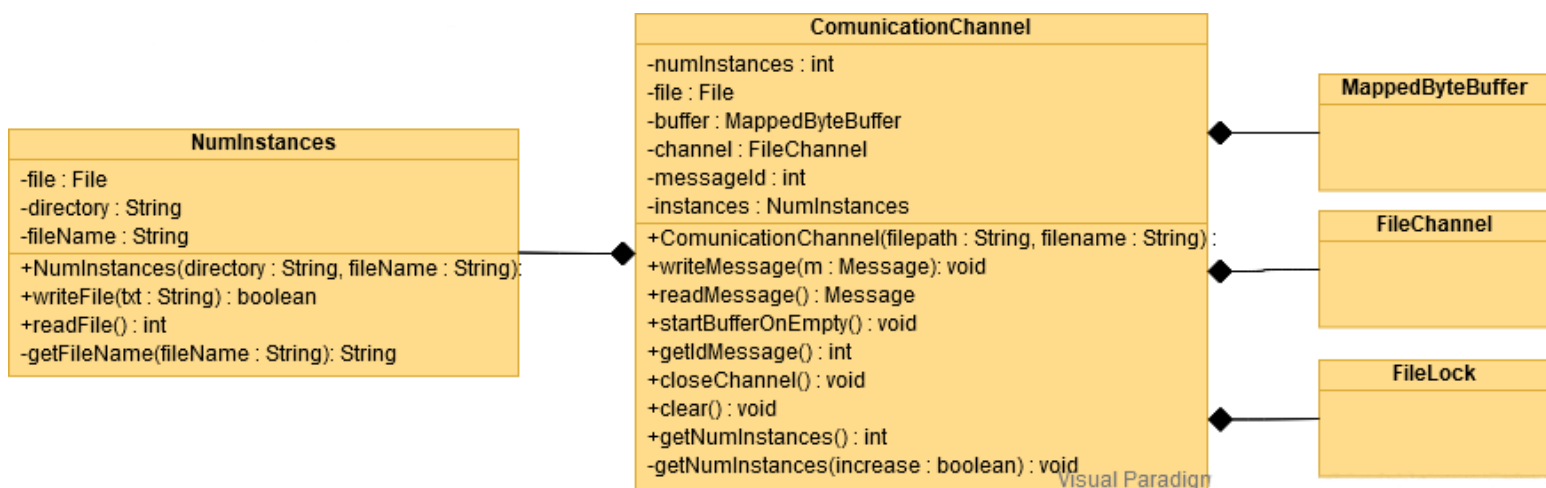 NumInstances
-file : File
-directory : String
-fileName : String
+NumInstances(directory : String, fileName : String):
+writeFile(txt : String) : boolean
+readFile() : int
-getFileName(fileName : String): String
ComunicationChannel
-numInstances : int
-file : File
-buffer : MappedByteBuffer
-channel : FileChannel
-messageId : int
-instances : NumInstances
+ComunicationChannel(filepath : String, filename : String) :
+writeMessage(m : Message): void
+readMessage() : Message
+startBufferOnEmpty() : void
+getIdMessage() : int
+closeChannel() : void
+clear() : void
+getNumInstances() : int
-getNumInstances(increase : boolean) : void
MappedByteBuffer
FileChannel
FileLock
Visual Paradigm